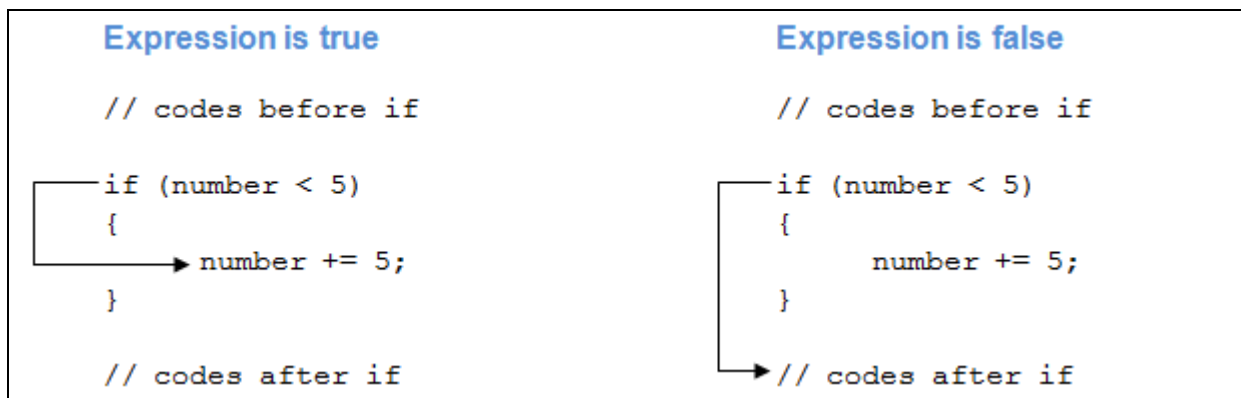 Expression is true
// codes before if
if (number < 5)
{
number += 5;
}
// codes after if
Expression is false
// codes before if
if (number < 5)
{
number += 5;
}
// codes after if